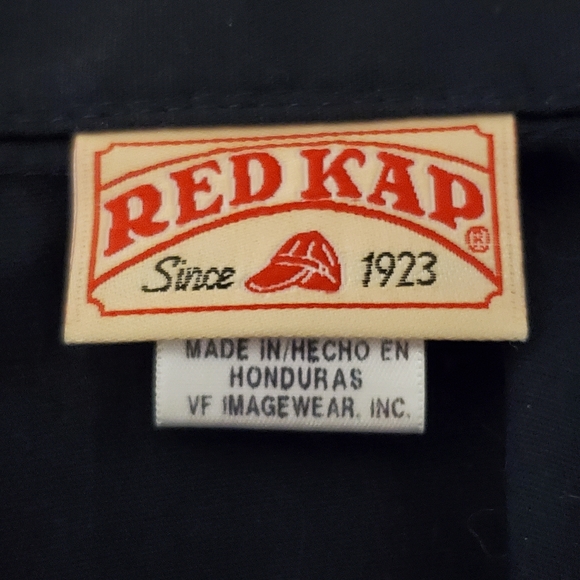 RED KAP®
Since 1923
MADE IN/HECHO EN
HONDURAS
VF IMAGEWEAR, INC.